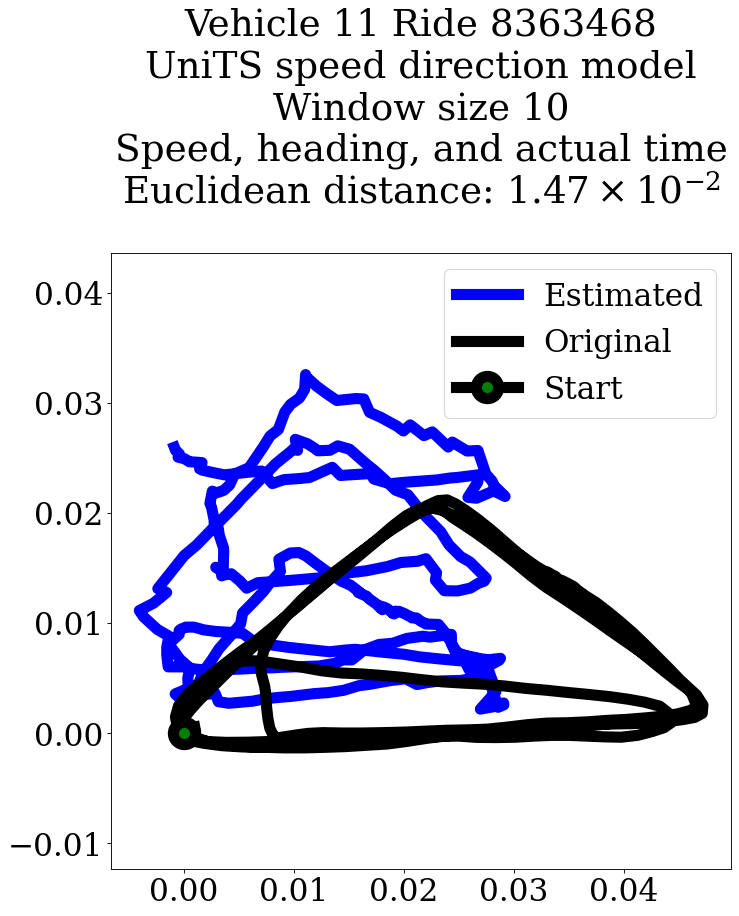 Vehicle 11 Ride 8363468
UniTS speed direction model
Window size 10
Speed, heading, and actual time
Euclidean distance: 1.47 × 10⁻²
Estimated
Original
Start
0.04
0.03
0.02
0.01
0.00
−0.01
0.00 0.01 0.02 0.03 0.04